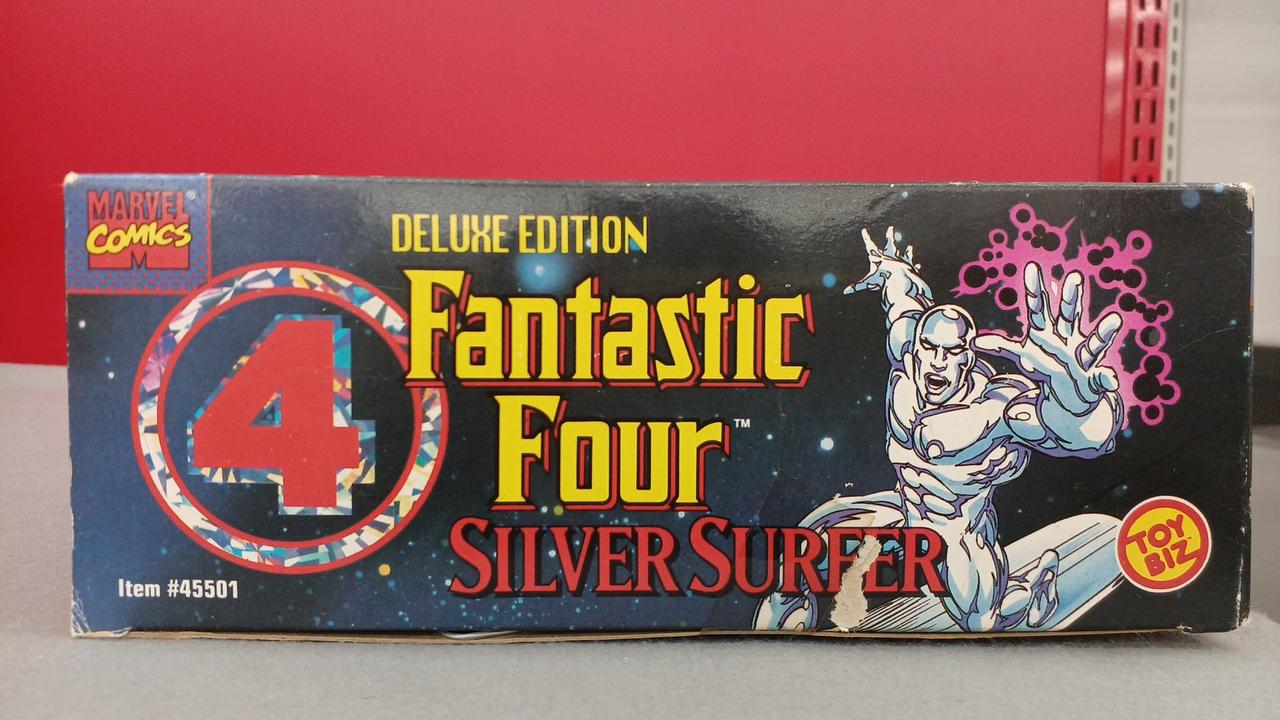 MARVEL®
COMICS
M
DELUXE EDITION
4
Fantastic
Four™
SILVER SURFER
Item #45501
TOY
BIZ